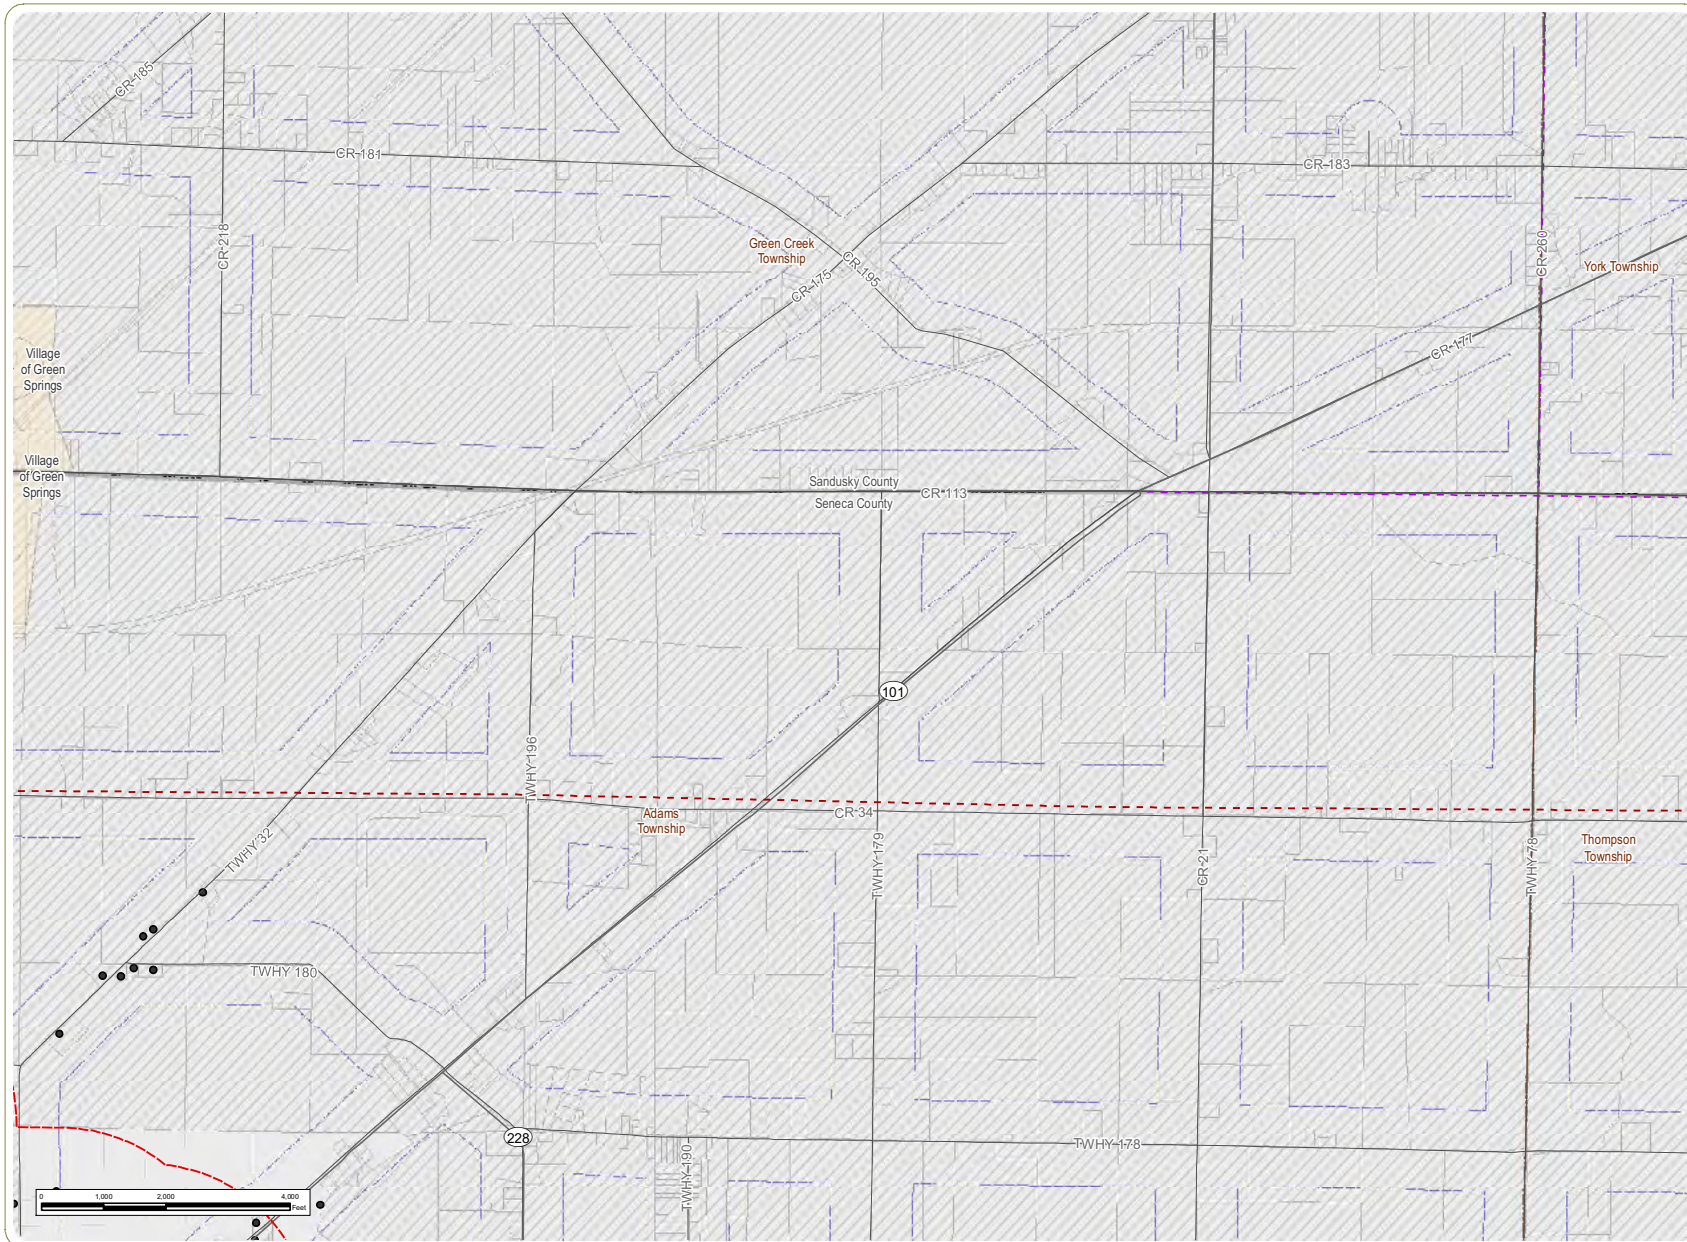 CR 185
CR 181
CR 183
CR 218
Green Creek
Township
CR 195
CR 175
CR 260
York Township
Village
of Green
Springs
CR 177
Village
of Green
Springs
Sandusky County
CR 113
Seneca County
101
TWHY 196
CR 34
Adams
Township
TWHY 32
TWHY 179
CR 21
TWHY 78
Thompson
Township
TWHY 180
228
TWHY 178
TWHY 190
0 1,000 2,000 4,000
Feet